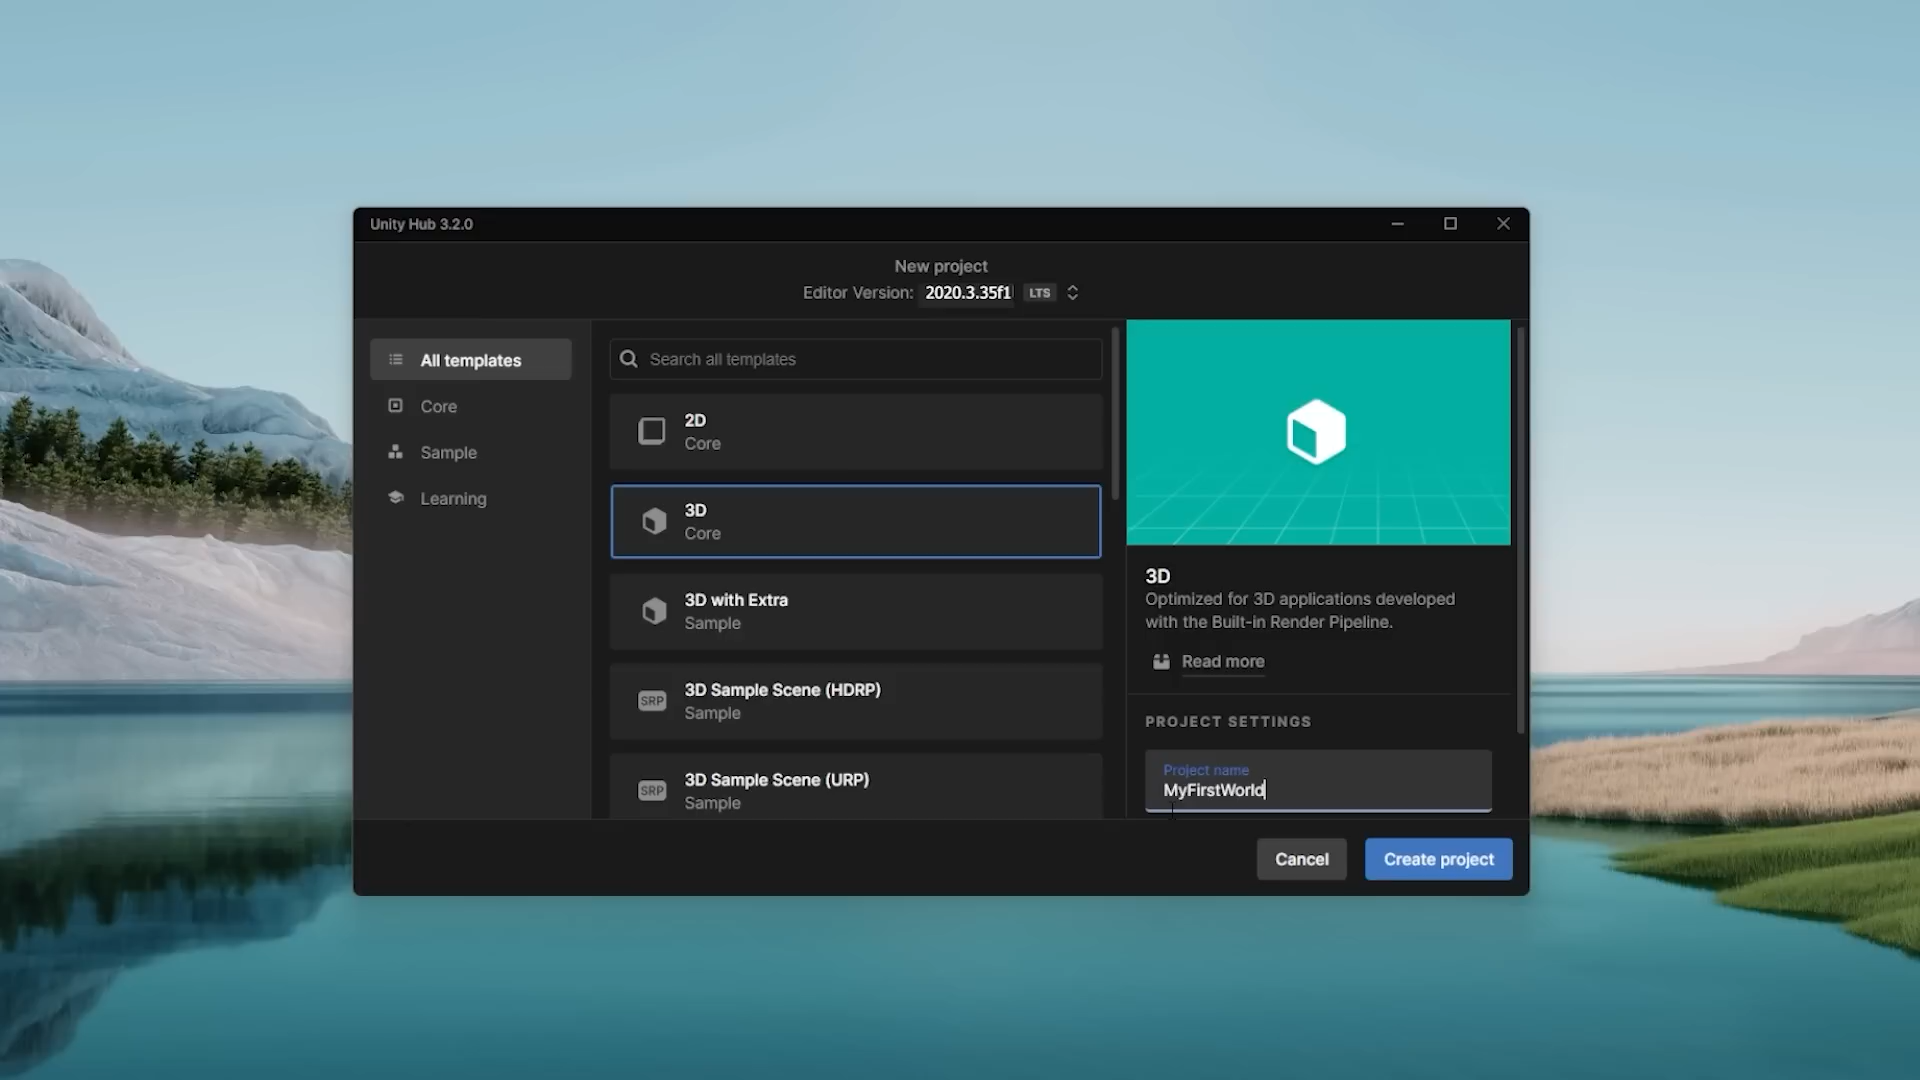 Unity Hub 3.2.0
New project
Editor Version: 2020.3.35f1 LTS
All templates
Core
Sample
Learning
Search all templates
2D
Core
3D
Core
3D with Extra
Sample
SRP
3D Sample Scene (HDRP)
Sample
SRP
3D Sample Scene (URP)
Sample
3D
Optimized for 3D applications developed
with the Built-in Render Pipeline.
Read more
PROJECT SETTINGS
Project name
MyFirstWorld
Cancel
Create project